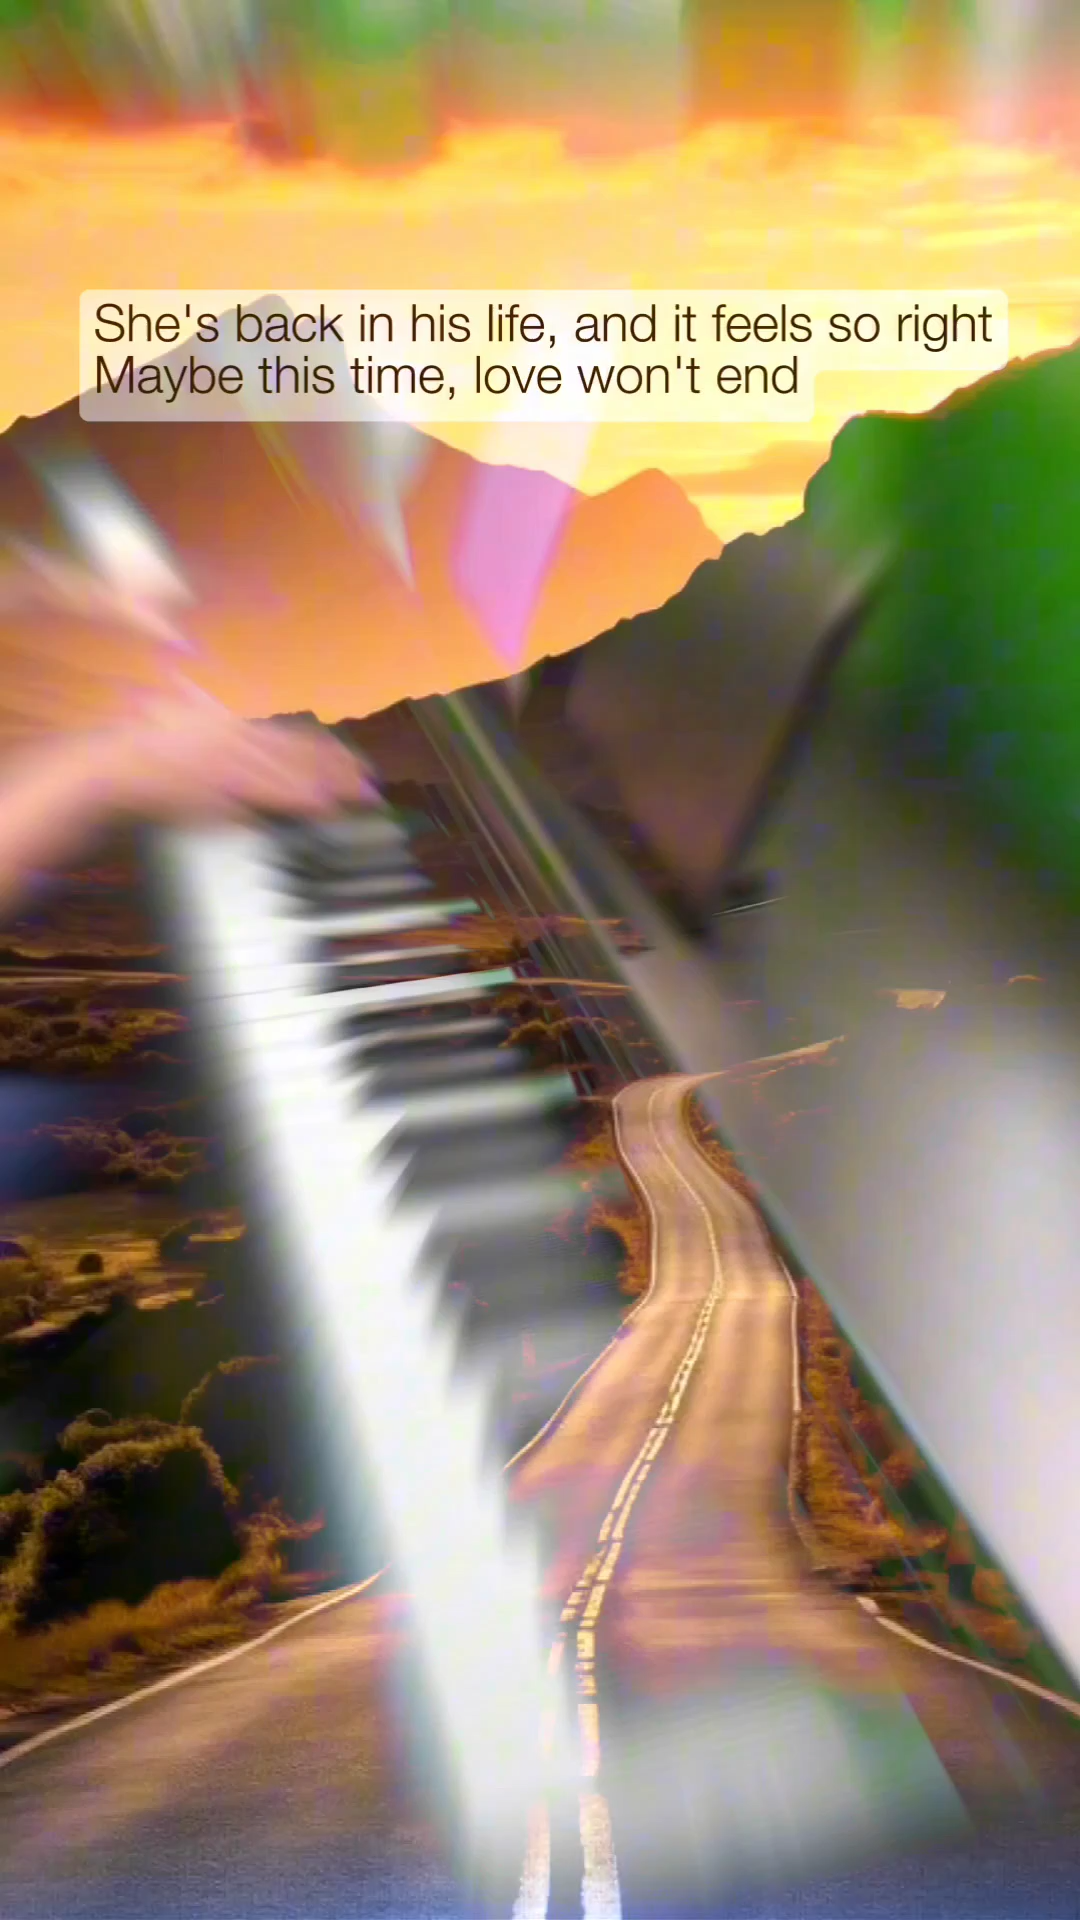 She's back in his life, and it feels so right
Maybe this time, love won't end